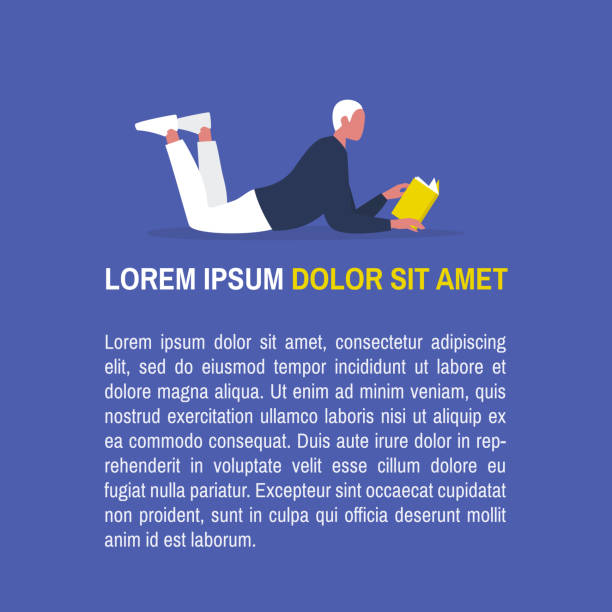 LOREM IPSUM DOLOR SIT AMET
Lorem ipsum dolor sit amet, consectetur adipiscing
elit, sed do eiusmod tempor incididunt ut labore et
dolore magna aliqua. Ut enim ad minim veniam, quis
nostrud exercitation ullamco laboris nisi ut aliquip ex
ea commodo consequat. Duis aute irure dolor in rep-
rehenderit in voluptate velit esse cillum dolore eu
fugiat nulla pariatur. Excepteur sint occaecat cupidatat
non proident, sunt in culpa qui officia deserunt mollit
anim id est laborum.